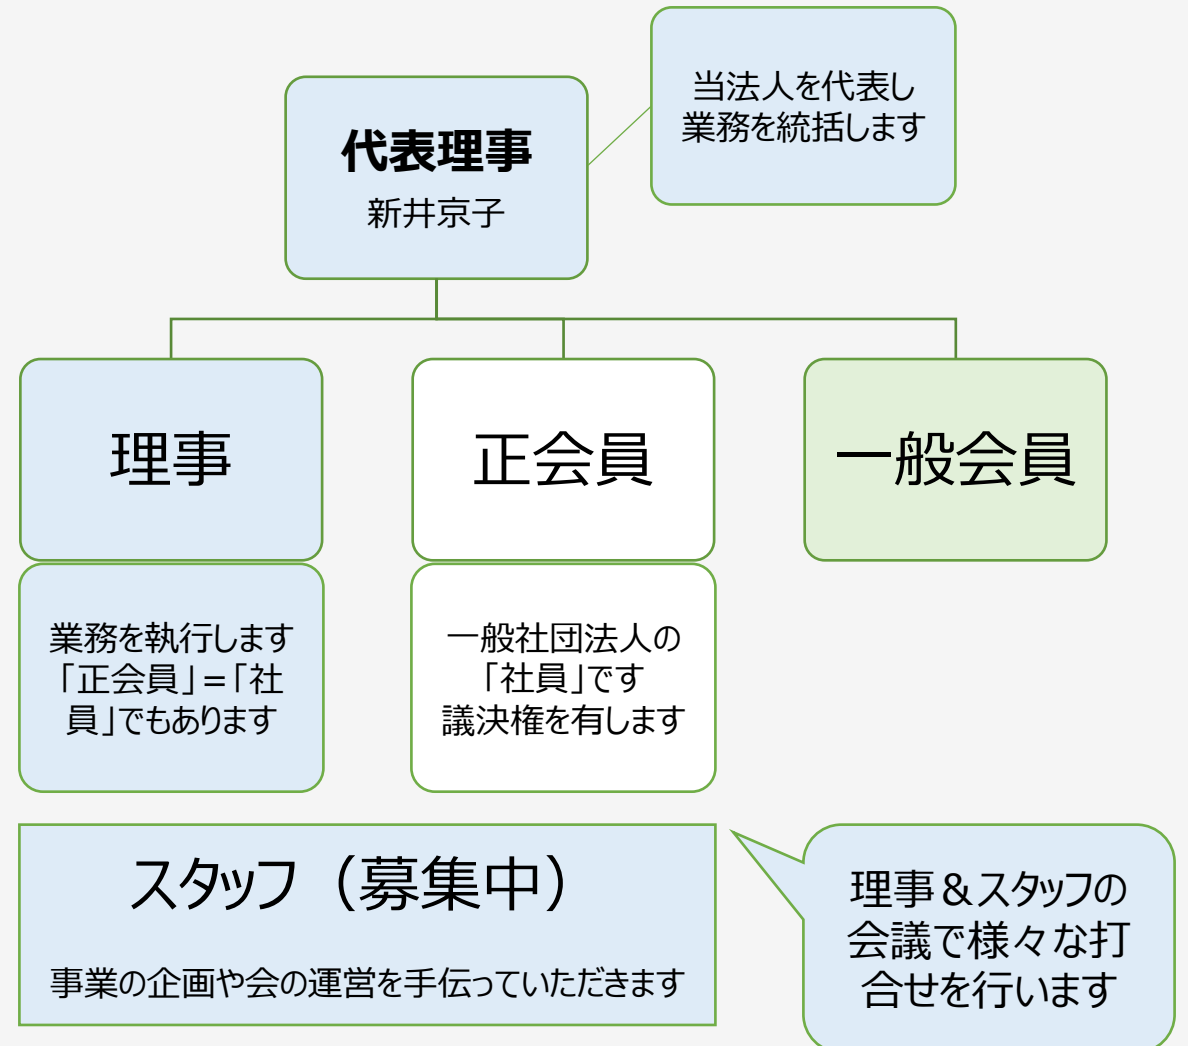 当法人を代表し
業務を統括します
代表理事
新井京子
理事
正会員
一般会員
業務を執行します
「正会員」=「社
員」でもあります
一般社団法人の
「社員」です
議決権を有します
スタッフ（募集中）
事業の企画や会の運営を手伝っていただきます
理事＆スタッフの
会議で様々な打
合せを行います